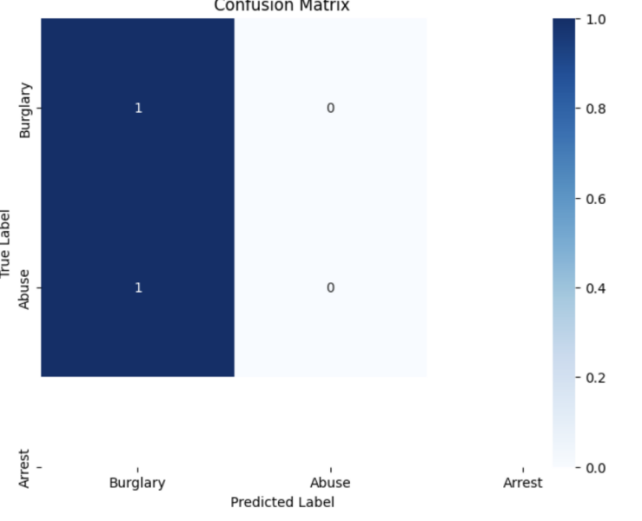 Confusion Matrix
True Label
Burglary
Abuse
Arrest
1 0
1 0
Burglary Abuse Arrest
Predicted Label
1.0
0.8
0.6
0.4
0.2
0.0